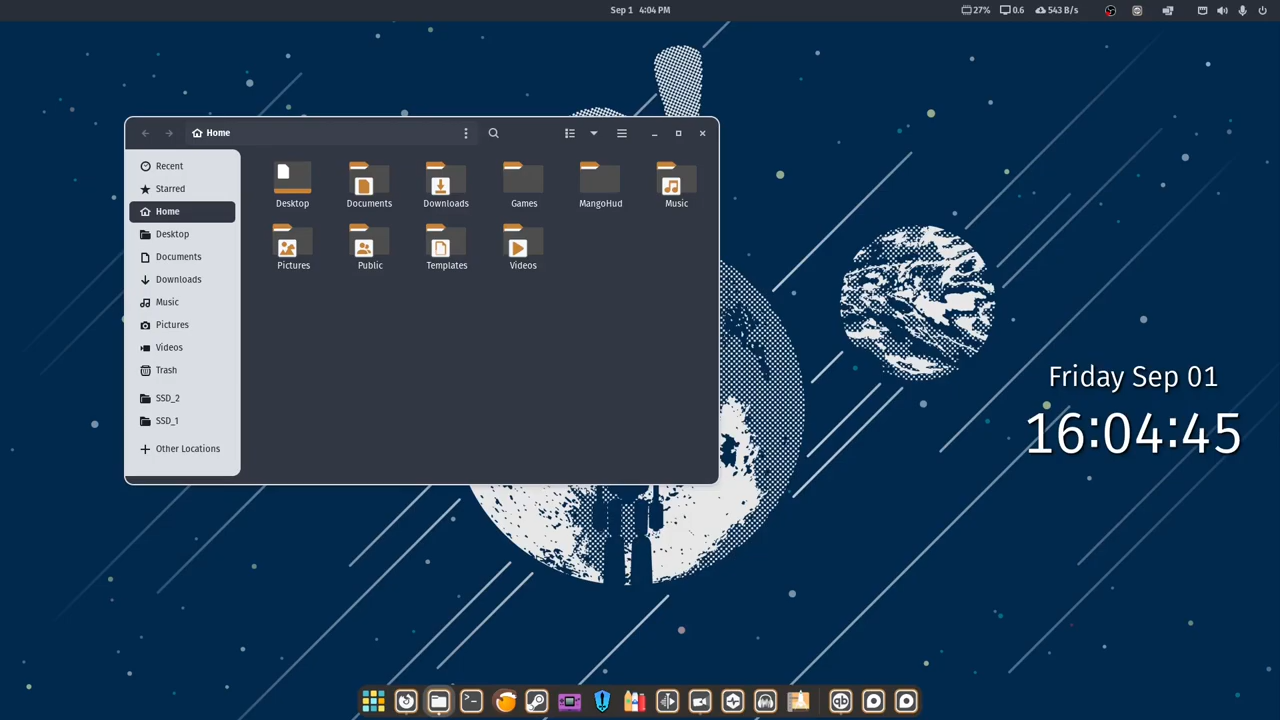 Sep 1 4:04 PM
27%
0.6
543 B/s
Home
Recent
Starred
Home
Desktop
Documents
Downloads
Music
Pictures
Videos
Trash
SSD_2
SSD_1
Other Locations
Desktop
Documents
Downloads
Games
MangoHud
Music
Pictures
Public
Templates
Videos
Friday Sep 01
16:04:45